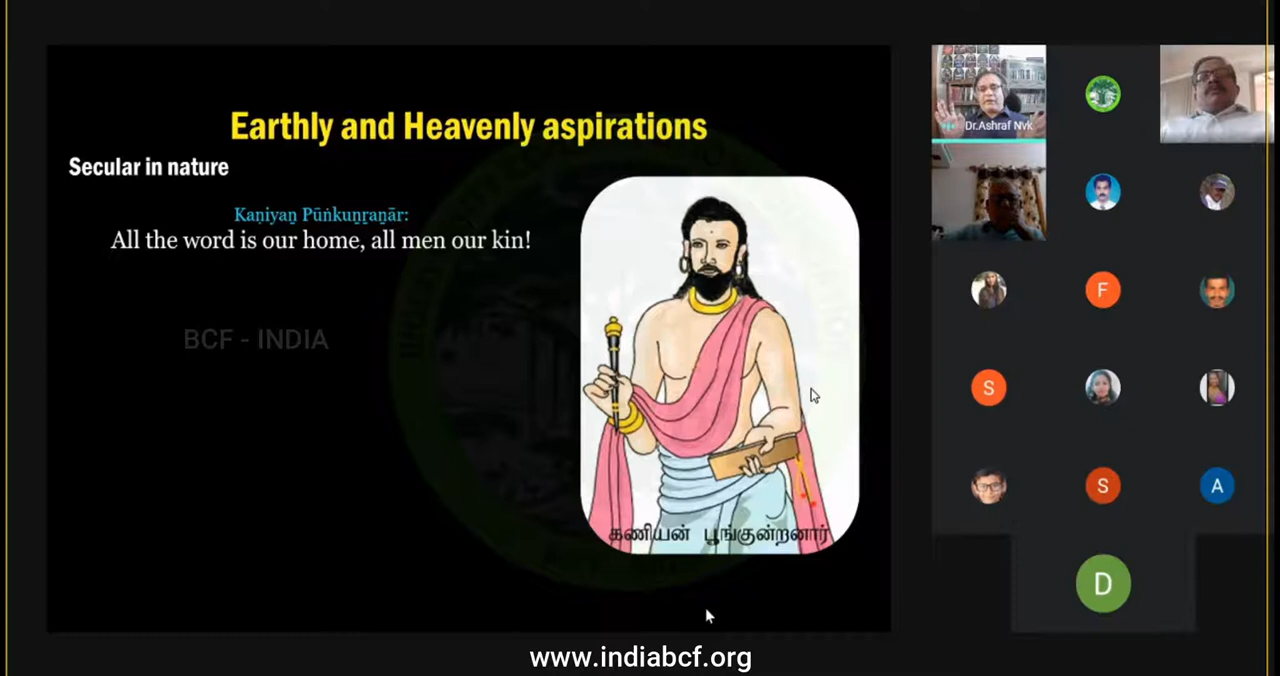 Earthly and Heavenly aspirations
Secular in nature
Kaṇiyaṉ Pūṅkuṉṟaṉār:
All the word is our home, all men our kin!
BCF - INDIA
கணியன் பூங்குன்றனார்
Dr.Ashraf Nvk
F
S
S
A
D
www.indiabcf.org